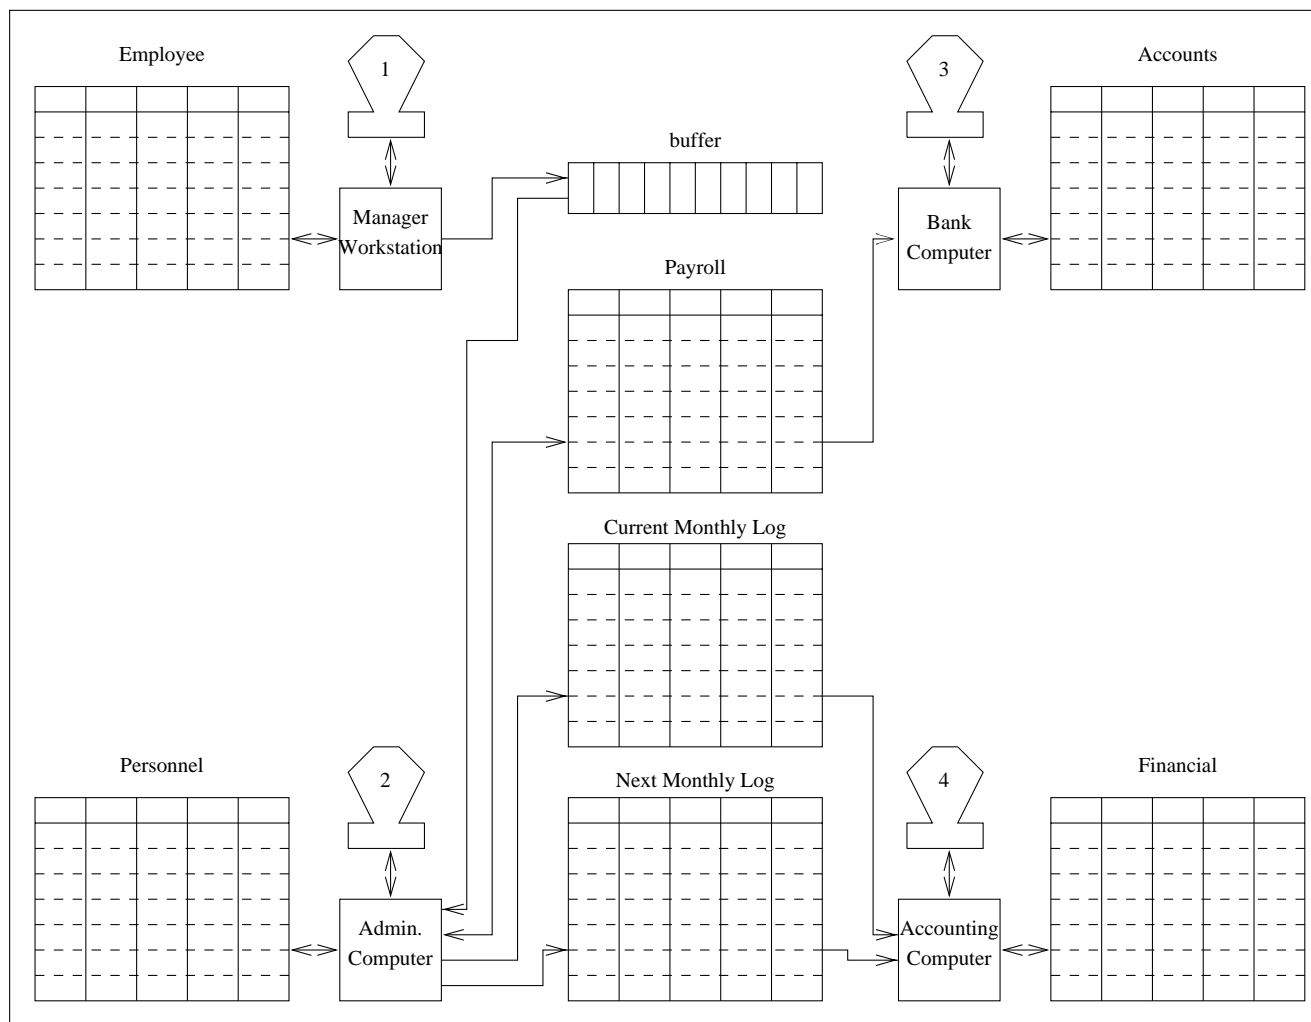 Employee
1
3
Accounts
buffer
Manager
Workstation
Bank
Computer
Payroll
Current Monthly Log
Personnel
2
Next Monthly Log
4
Financial
Admin.
Computer
Accounting
Computer